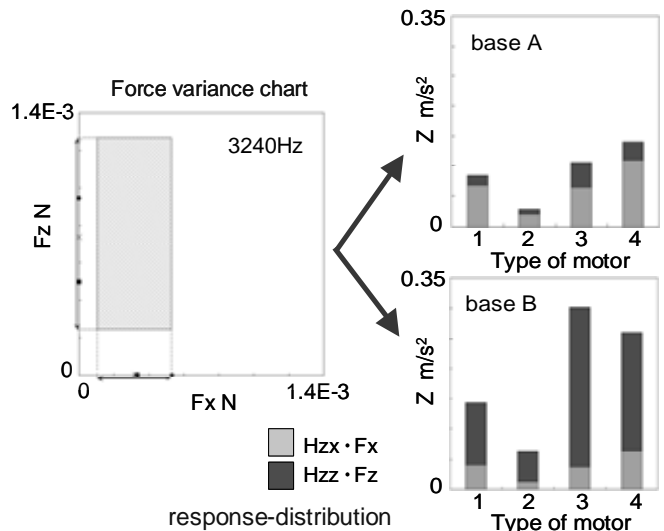 Force variance chart
1.4E-3
3240Hz
Fz N
0
0
1.4E-3
Fx N
Hzx・Fx
Hzz・Fz
response-distribution
0.35
base A
Z m/s²
0
1 2 3 4
Type of motor
0.35
base B
Z m/s²
0
1 2 3 4
Type of motor